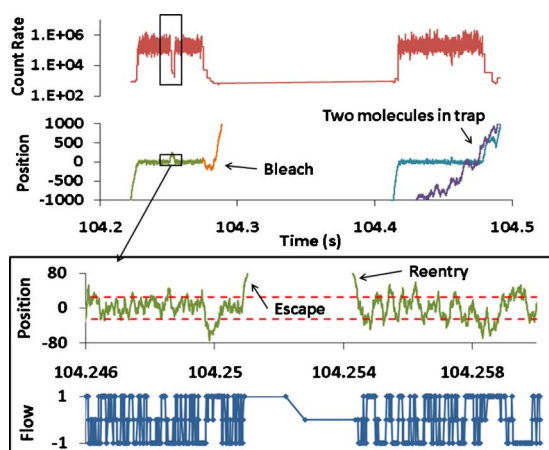 Count Rate
1.E+06
1.E+04
1.E+02
Position
1000
500
0
-500
-1000
Two molecules in trap
Bleach
104.2
104.3
104.4
104.5
Time (s)
Position
80
0
-80
Escape
Reentry
104.246
104.250
104.254
104.258
Flow
1
-1